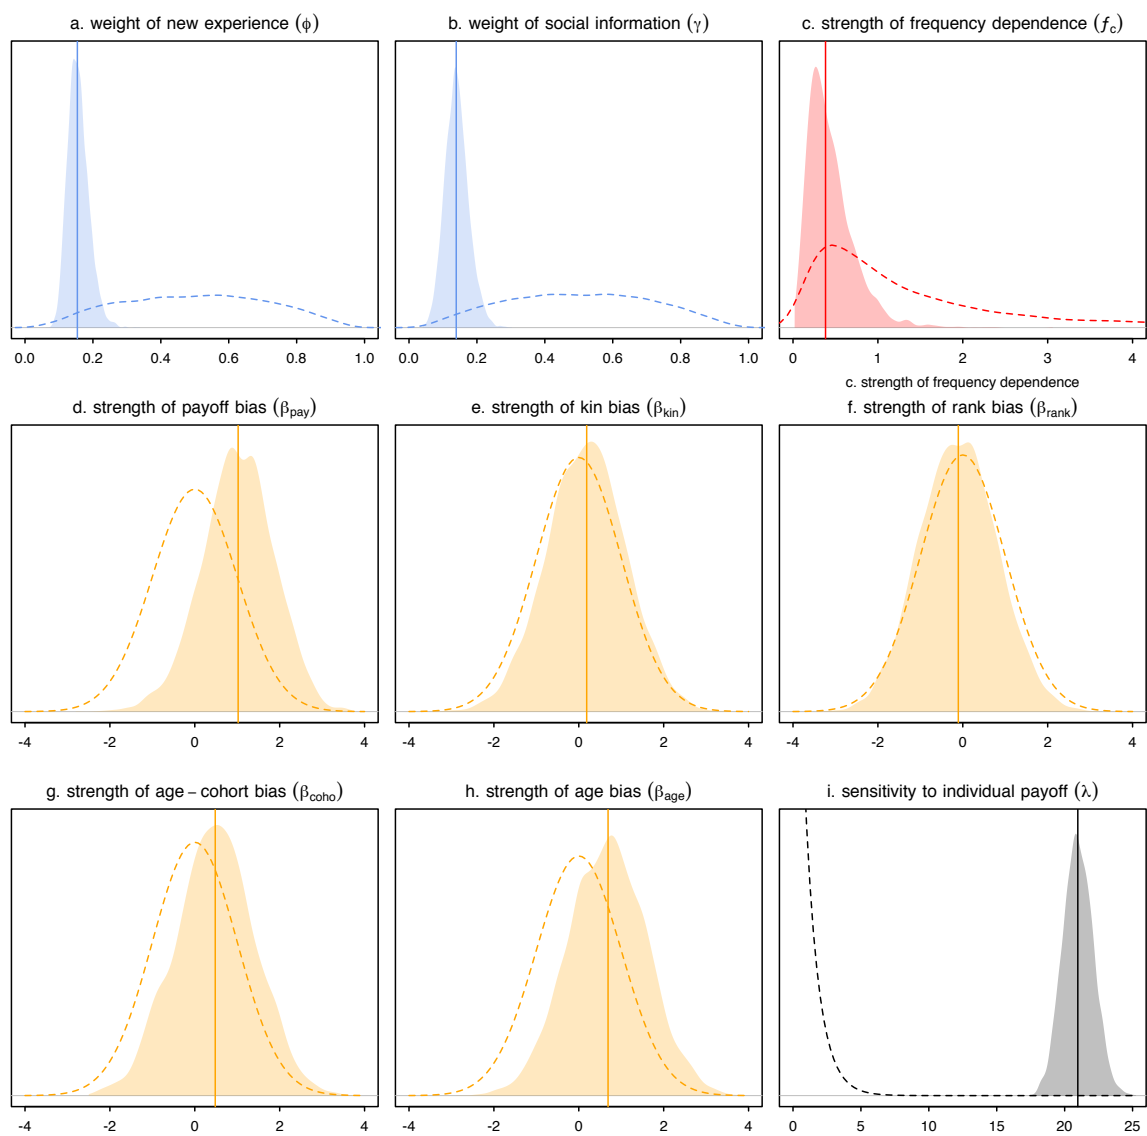 a. weight of new experience (ϕ)
b. weight of social information (γ)
c. strength of frequency dependence (fc)
0.0 0.2 0.4 0.6 0.8 1.0
0.0 0.2 0.4 0.6 0.8 1.0
0 1 2 3 4
c. strength of frequency dependence
d. strength of payoff bias (βpay)
e. strength of kin bias (βkin)
f. strength of rank bias (βrank)
-4 -2 0 2 4
-4 -2 0 2 4
-4 -2 0 2 4
g. strength of age − cohort bias (βcoho)
h. strength of age bias (βage)
i. sensitivity to individual payoff (λ)
-4 -2 0 2 4
-4 -2 0 2 4
0 5 10 15 20 25